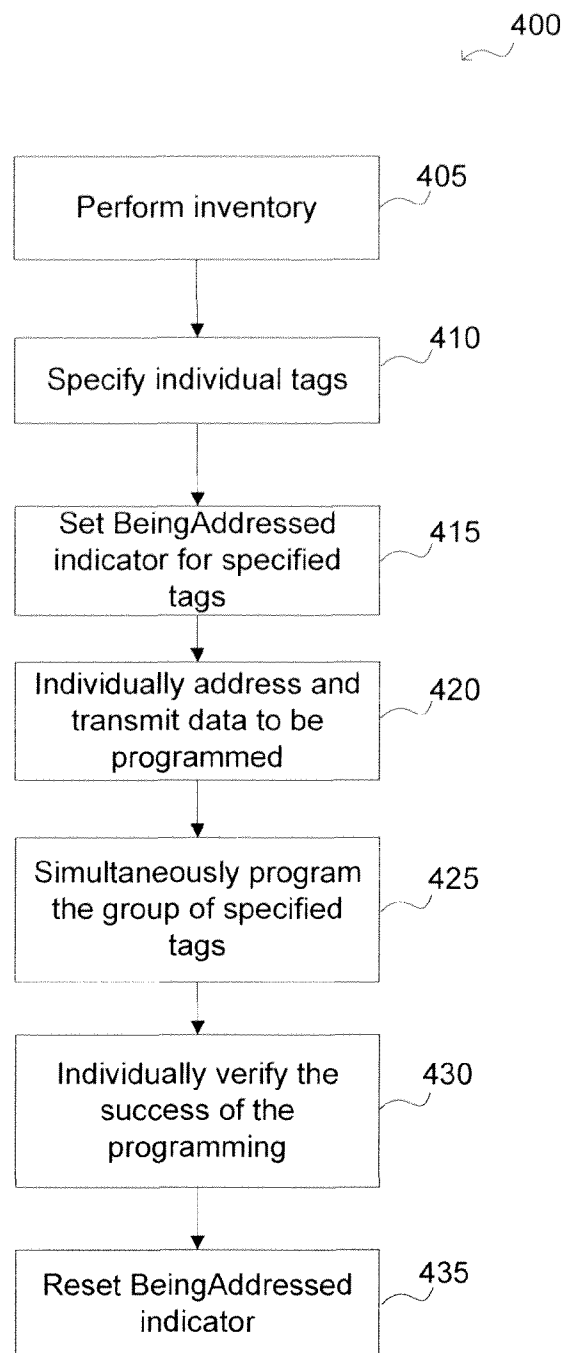 400
Perform inventory
405
Specify individual tags
410
Set BeingAddressed
indicator for specified
tags
415
Individually address and
transmit data to be
programmed
420
Simultaneously program
the group of specified
tags
425
Individually verify the
success of the
programming
430
Reset BeingAddressed
indicator
435